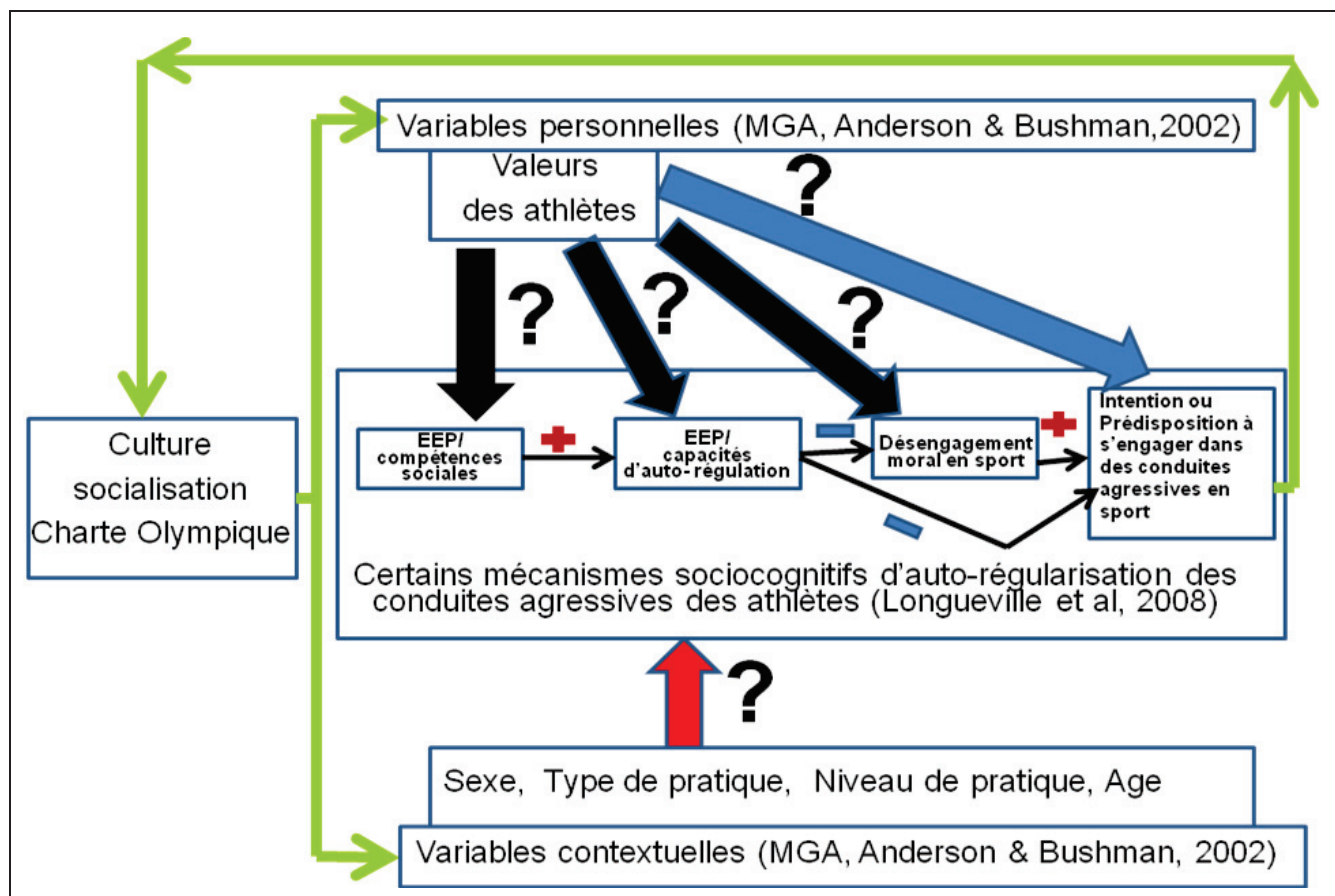 Variables personnelles (MGA, Anderson & Bushman,2002)
Valeurs
des athlètes
?
?
?
?
Culture
socialisation
Charte Olympique
EEP/
compétences
sociales
+
EEP/
capacités
d'auto-régulation
-
Désengagement
moral en sport
+
Intention ou
Prédisposition à
s'engager dans
des conduites
agressives en
sport
-
Certains mécanismes sociocognitifs d'auto-régularisation des
conduites agressives des athlètes (Longueville et al, 2008)
?
Sexe, Type de pratique, Niveau de pratique, Age
Variables contextuelles (MGA, Anderson & Bushman, 2002)